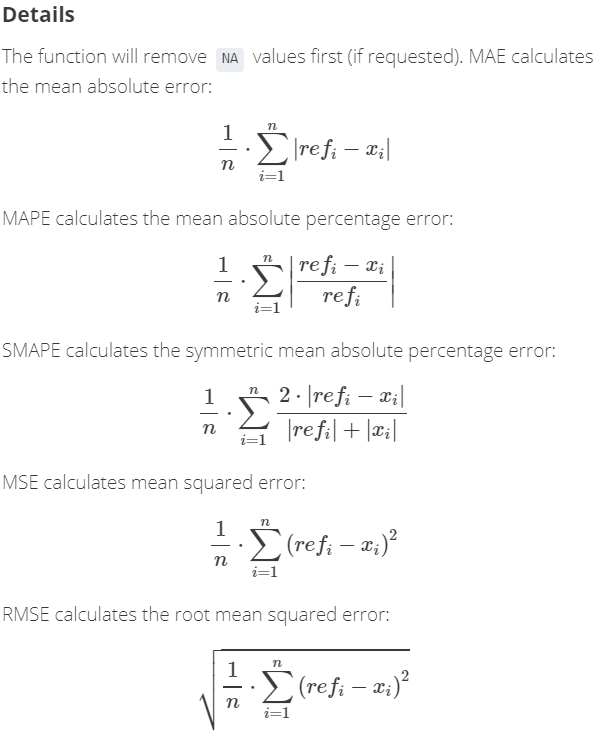 Details
The function will remove NA values first (if requested). MAE calculates
the mean absolute error:
\frac{1}{n} \cdot \sum_{i=1}^{n} |ref_i - x_i|
MAPE calculates the mean absolute percentage error:
\frac{1}{n} \cdot \sum_{i=1}^{n} \left| \frac{ref_i - x_i}{ref_i} \right|
SMAPE calculates the symmetric mean absolute percentage error:
\frac{1}{n} \cdot \sum_{i=1}^{n} \frac{2 \cdot |ref_i - x_i|}{|ref_i| + |x_i|}
MSE calculates mean squared error:
\frac{1}{n} \cdot \sum_{i=1}^{n} (ref_i - x_i)^2
RMSE calculates the root mean squared error:
\sqrt{\frac{1}{n} \cdot \sum_{i=1}^{n} (ref_i - x_i)^2}